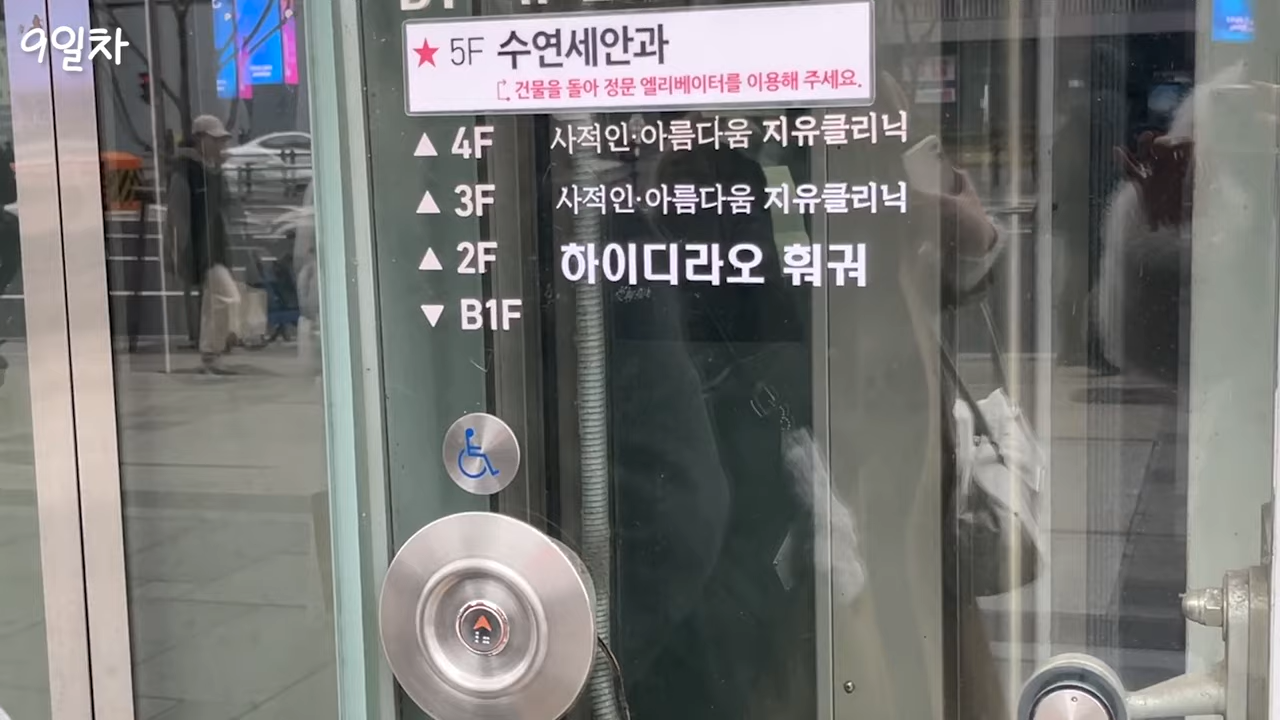 9일차
★ 5F 수연세안과
건물을 돌아 정문 엘리베이터를 이용해 주세요.
▲ 4F 사적인·아름다움 지유클리닉
▲ 3F 사적인·아름다움 지유클리닉
▲ 2F 하이디라오 훠궈
▼ B1F